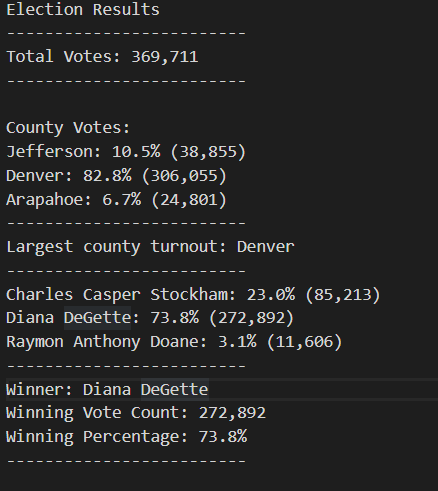 Election Results
-------------------------
Total Votes: 369,711
-------------------------
County Votes:
Jefferson: 10.5% (38,855)
Denver: 82.8% (306,055)
Arapahoe: 6.7% (24,801)
-------------------------
Largest county turnout: Denver
-------------------------
Charles Casper Stockham: 23.0% (85,213)
Diana DeGette: 73.8% (272,892)
Raymon Anthony Doane: 3.1% (11,606)
-------------------------
Winner: Diana DeGette
Winning Vote Count: 272,892
Winning Percentage: 73.8%
-------------------------